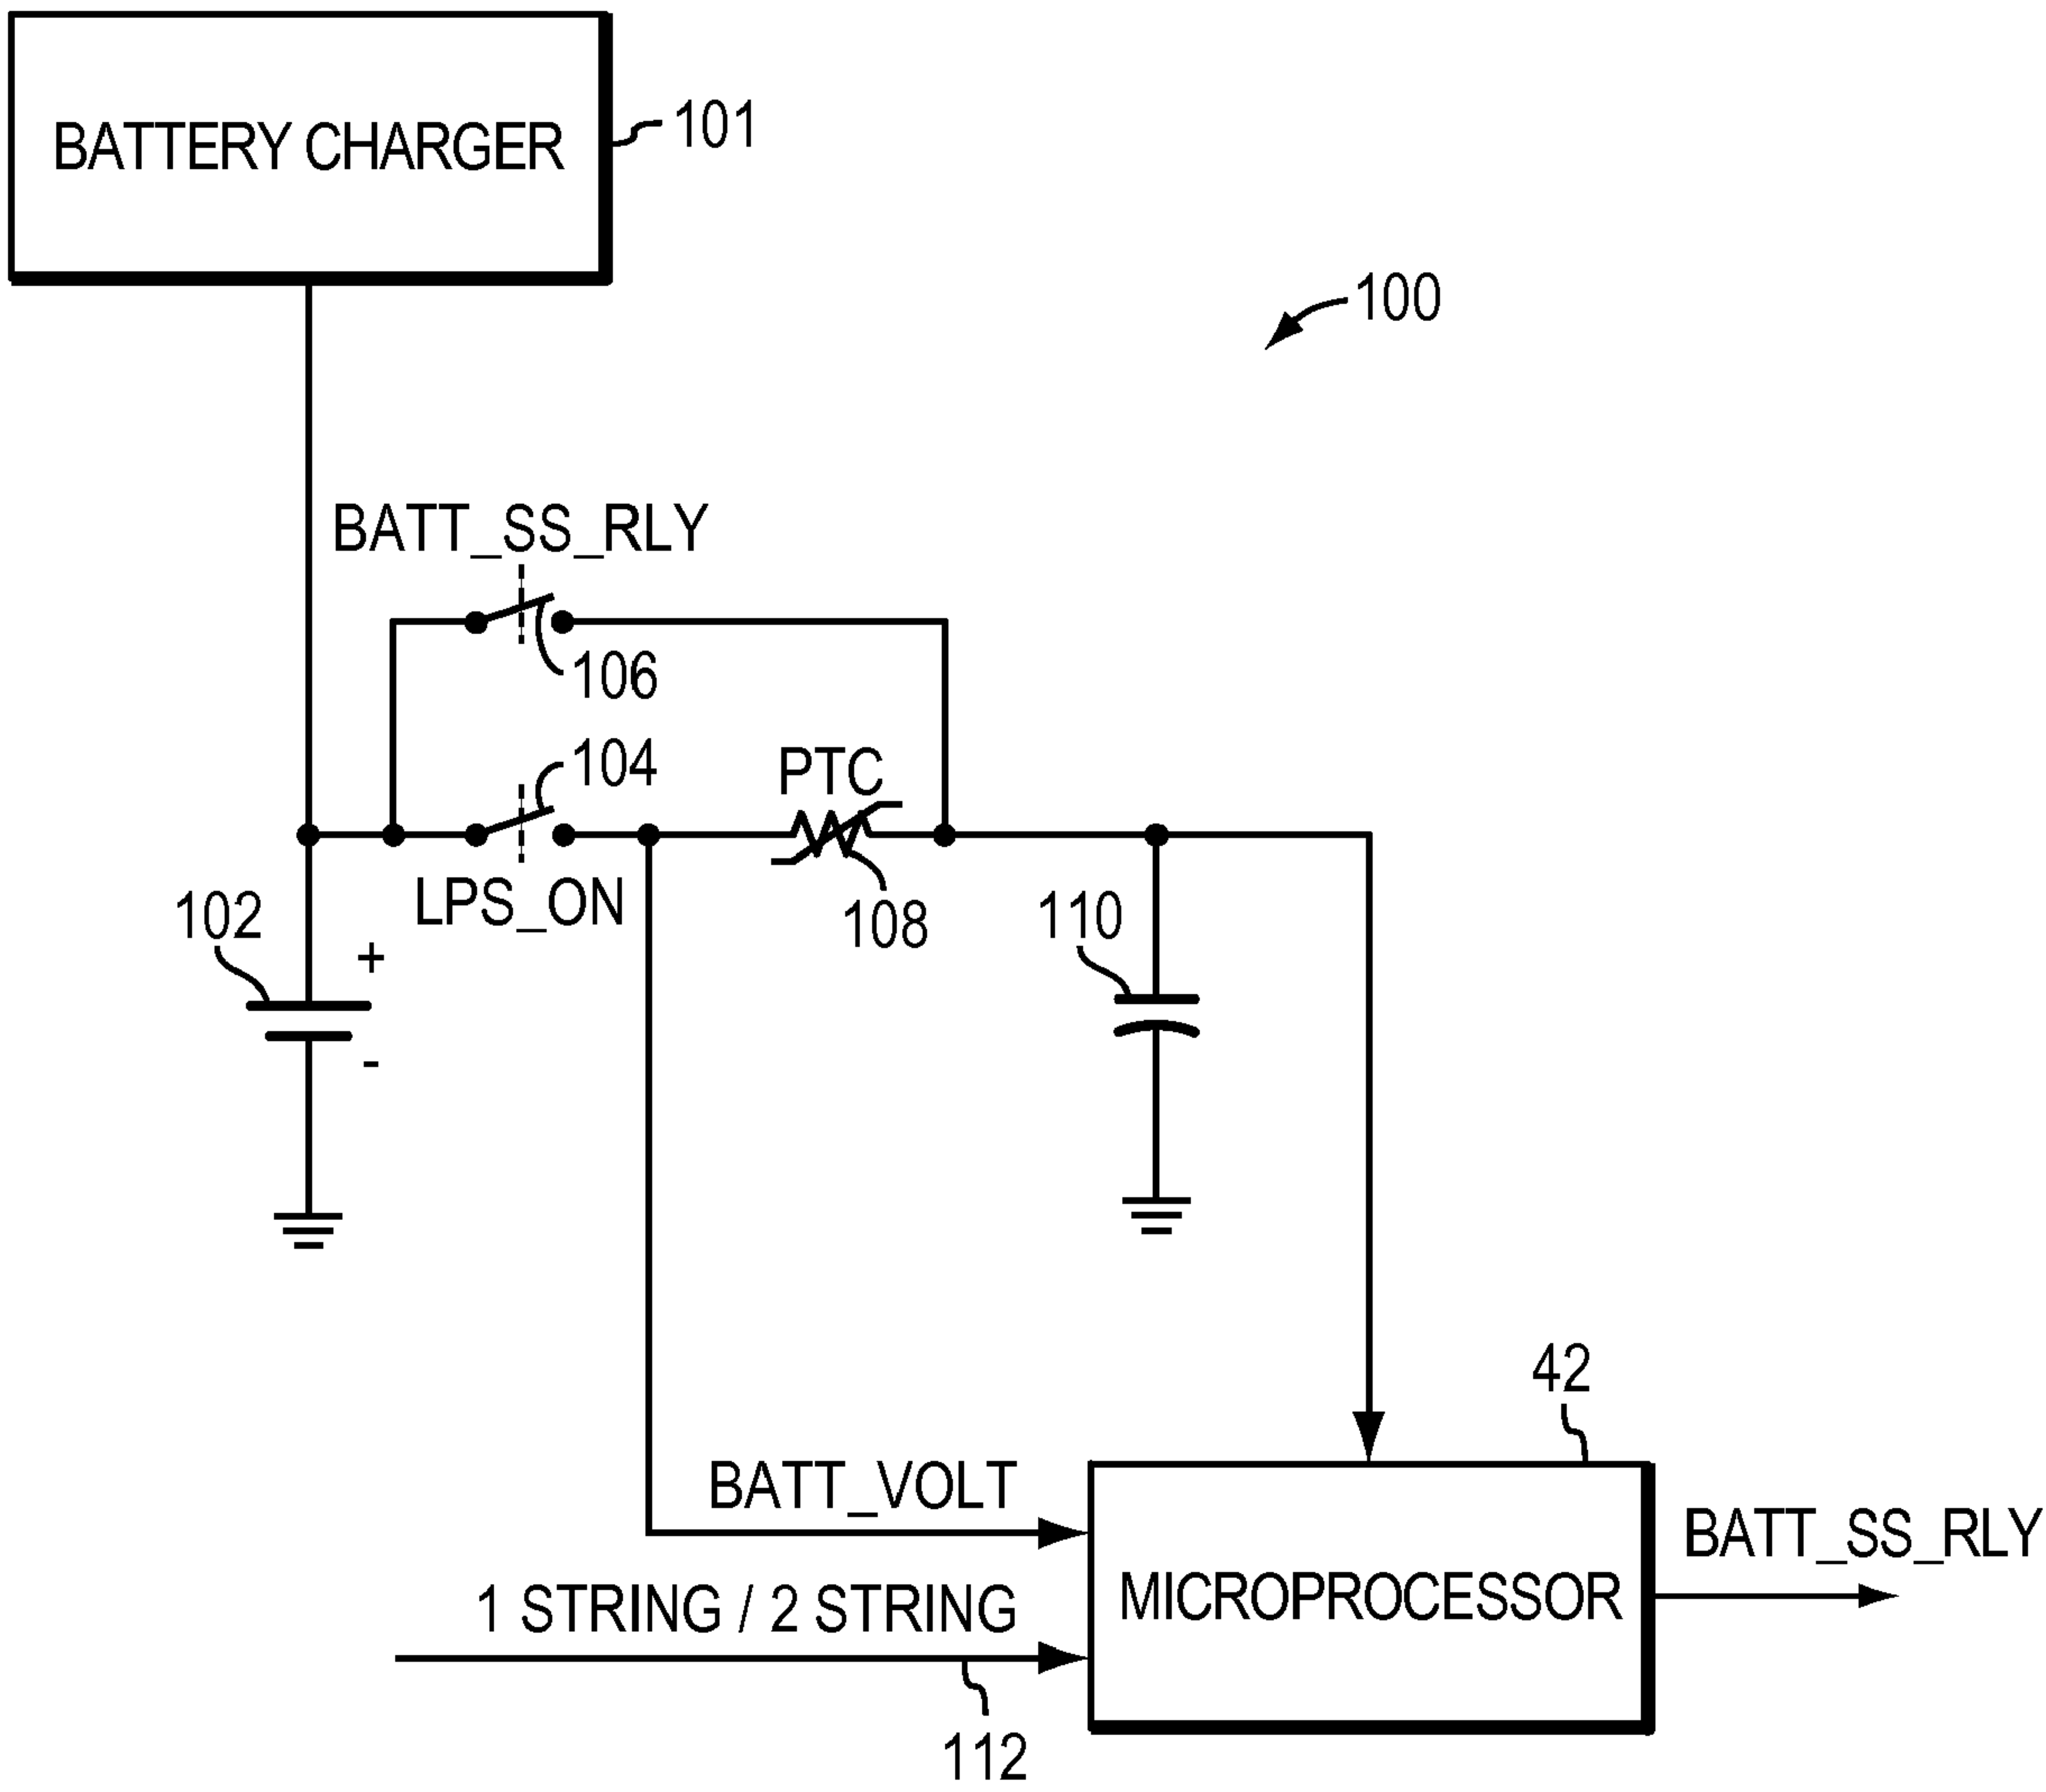 BATTERY CHARGER
101
100
BATT_SS_RLY
106
104
PTC
LPS_ON
102
+
-
108
110
42
BATT_VOLT
BATT_SS_RLY
MICROPROCESSOR
1 STRING / 2 STRING
112